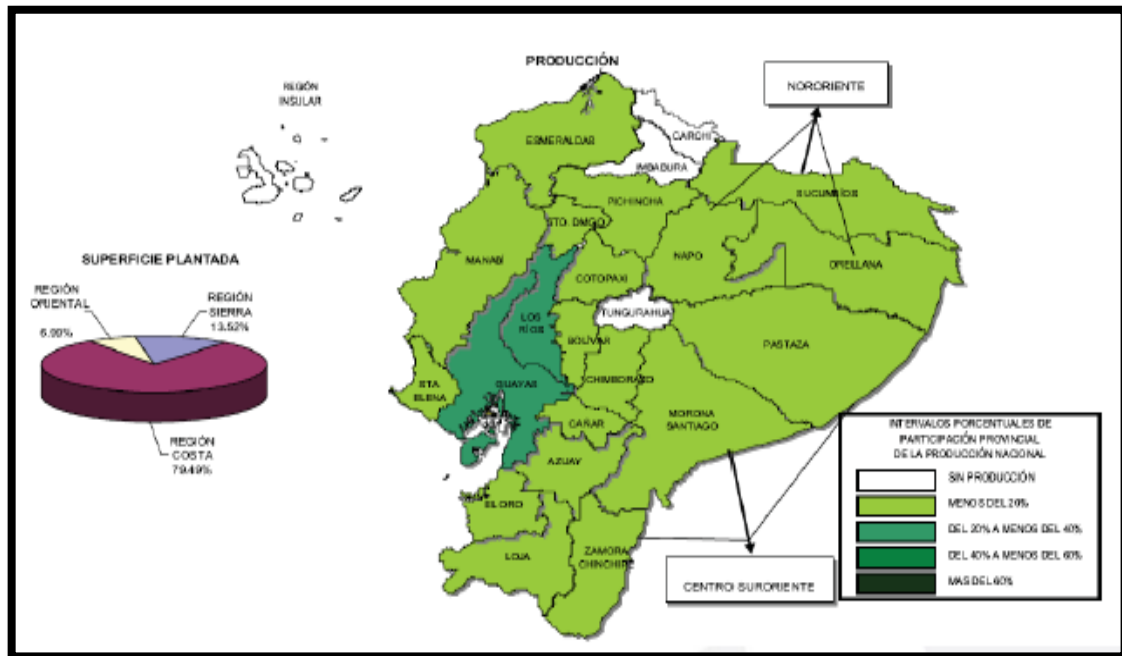 PRODUCCIÓN
REGIÓN
INSULAR
NORORIENTE
CARCHI
ESMERALDAS
IMBABURA
SUCUMBÍOS
PICHINCHA
STO. DMGO
MANABÍ
NAPO
ORELLANA
COTOPAXI
SUPERFICIE PLANTADA
REGIÓN
ORIENTAL
6.99%
REGIÓN
SIERRA
13.52%
TUNGURAHUA
LOS
RÍOS
BOLÍVAR
PASTAZA
STA
ELENA
GUAYAS
CHIMBORAZO
MORONA
SANTIAGO
CAÑAR
REGIÓN
COSTA
79.49%
AZUAY
EL ORO
LOJA
ZAMORA
CHINCHIPE
CENTRO SURORIENTE
INTERVALOS PORCENTUALES DE
PARTICIPACIÓN PROVINCIAL
DE LA PRODUCCIÓN NACIONAL
SIN PRODUCCIÓN
MENOS DEL 20%
DEL 20% A MENOS DEL 40%
DEL 40% A MENOS DEL 60%
MAS DEL 60%